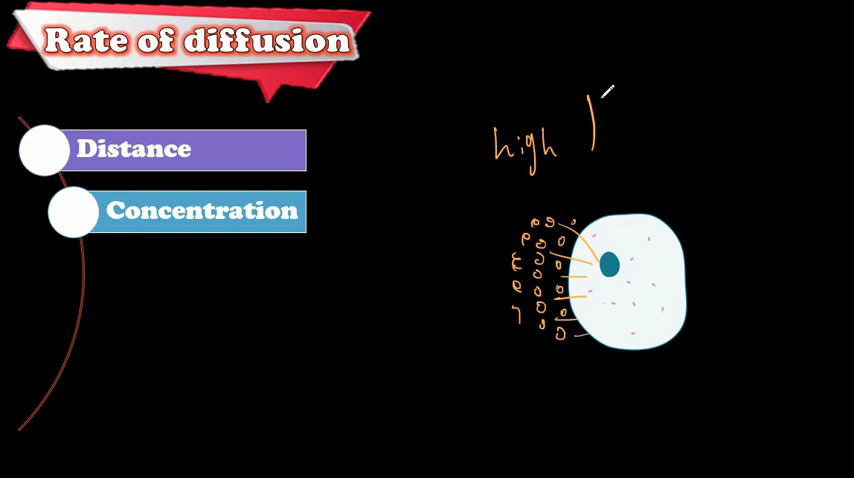 Rate of diffusion
Distance
Concentration
high